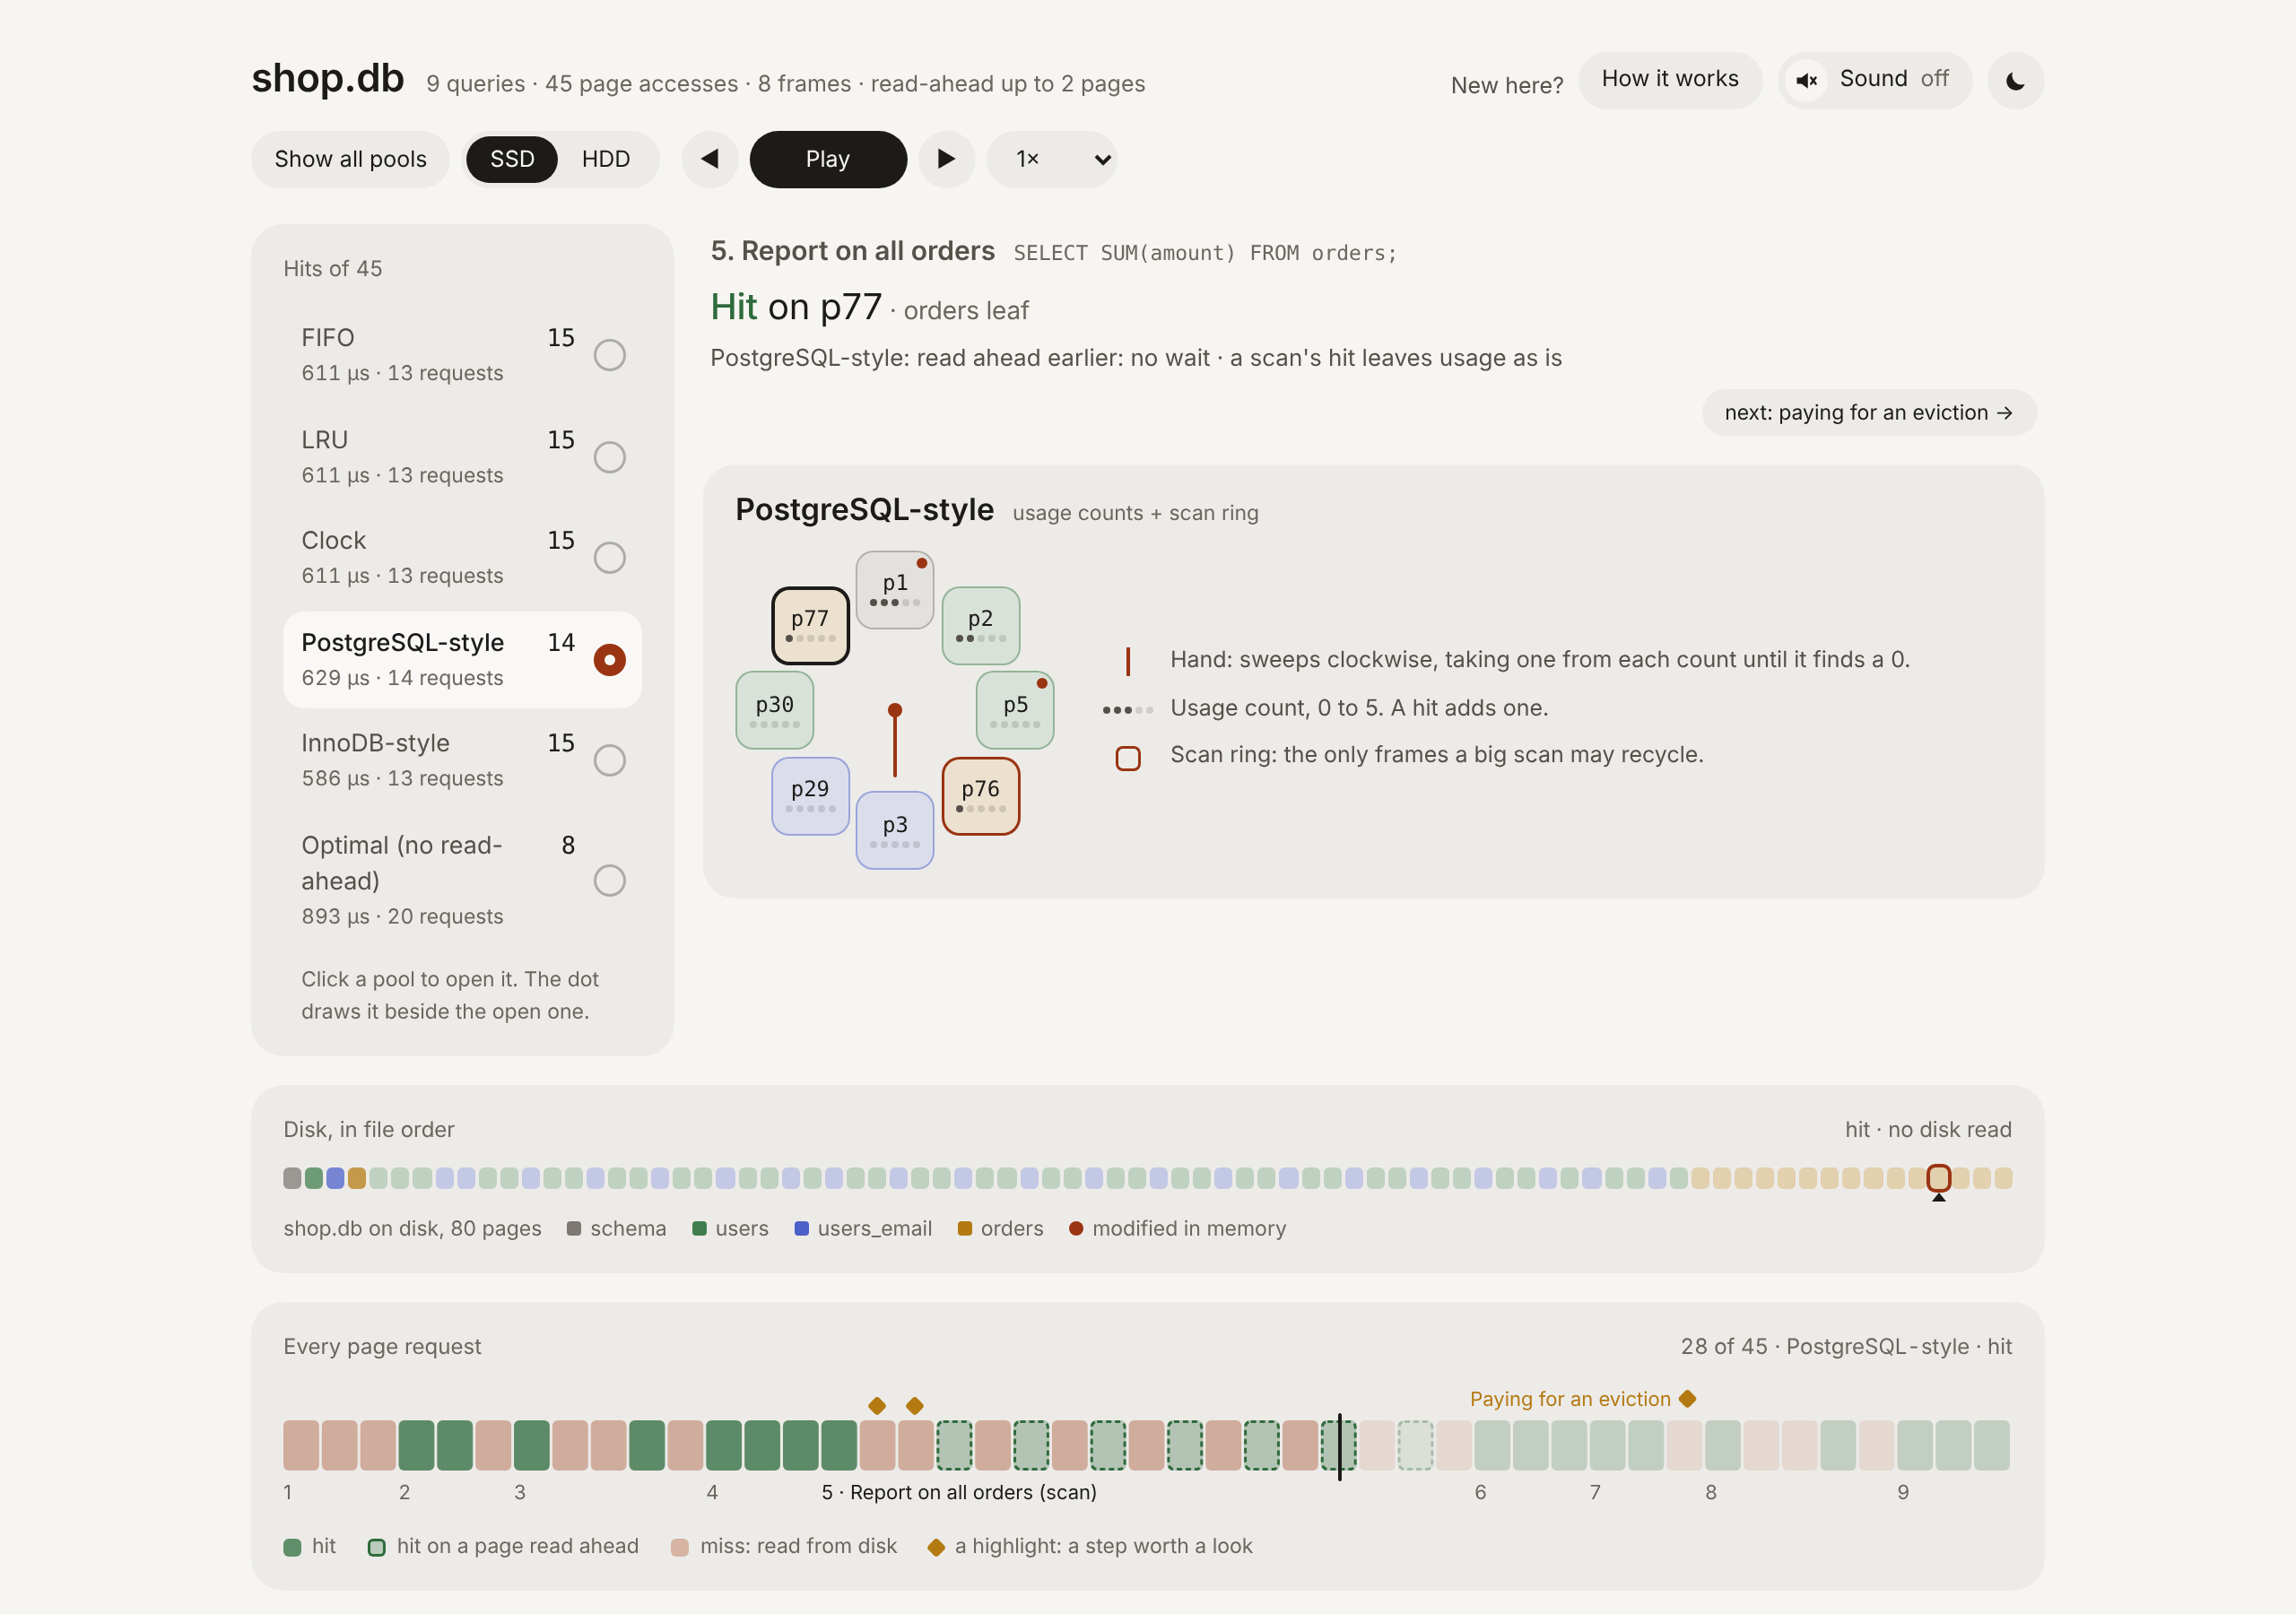 shop.db 9 queries · 45 page accesses · 8 frames · read-ahead up to 2 pages
New here? How it works Sound off
Show all pools SSD HDD Play 1×
Hits of 45
FIFO 15
611 µs · 13 requests
LRU 15
611 µs · 13 requests
Clock 15
611 µs · 13 requests
PostgreSQL-style 14
629 µs · 14 requests
InnoDB-style 15
586 µs · 13 requests
Optimal (no read-
ahead) 8
893 µs · 20 requests
Click a pool to open it. The dot
draws it beside the open one.
5. Report on all orders SELECT SUM(amount) FROM orders;
Hit on p77 · orders leaf
PostgreSQL-style: read ahead earlier: no wait · a scan's hit leaves usage as is
next: paying for an eviction →
PostgreSQL-style usage counts + scan ring
p1
p77
p2
p30
p5
p29
p76
p3
Hand: sweeps clockwise, taking one from each count until it finds a 0.
Usage count, 0 to 5. A hit adds one.
Scan ring: the only frames a big scan may recycle.
Disk, in file order hit · no disk read
shop.db on disk, 80 pages schema users users_email orders modified in memory
Every page request 28 of 45 · PostgreSQL-style · hit
Paying for an eviction
1 2 3 4 5 · Report on all orders (scan) 6 7 8 9
hit hit on a page read ahead miss: read from disk a highlight: a step worth a look